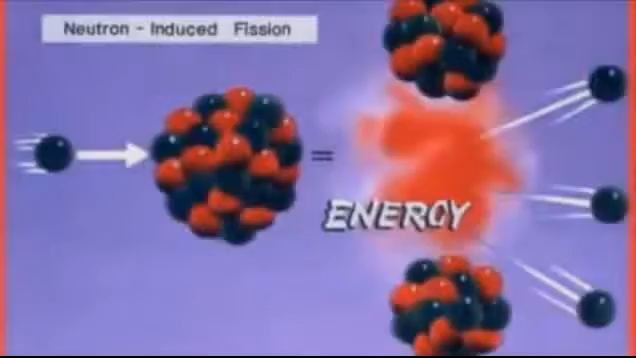 Neutron - Induced Fission
=
ENERGY